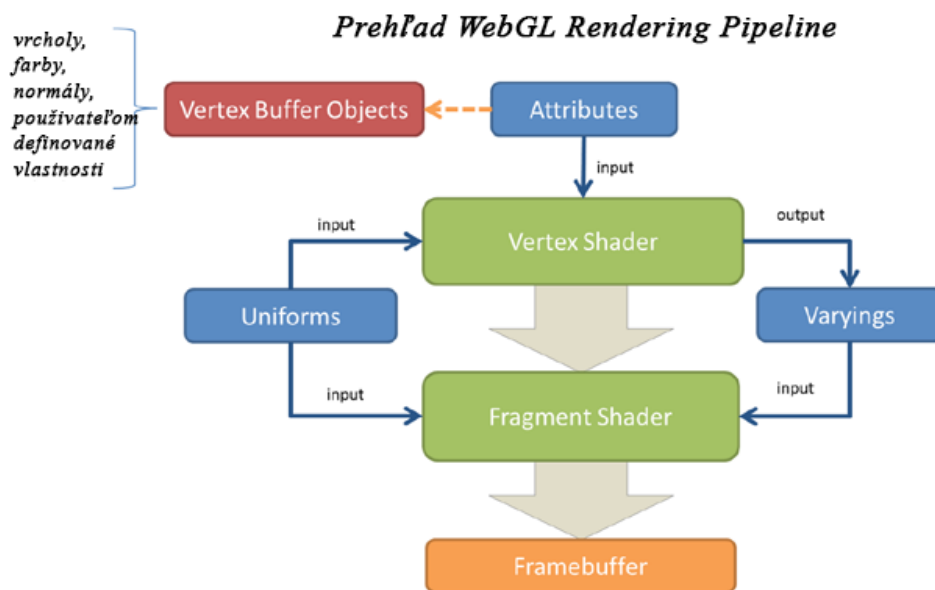 Prehľad WebGL Rendering Pipeline
vrcholy,
farby,
normály,
používateľom
definované
vlastnosti
Vertex Buffer Objects
Attributes
input
input
output
Vertex Shader
Uniforms
Varyings
input
input
Fragment Shader
Framebuffer